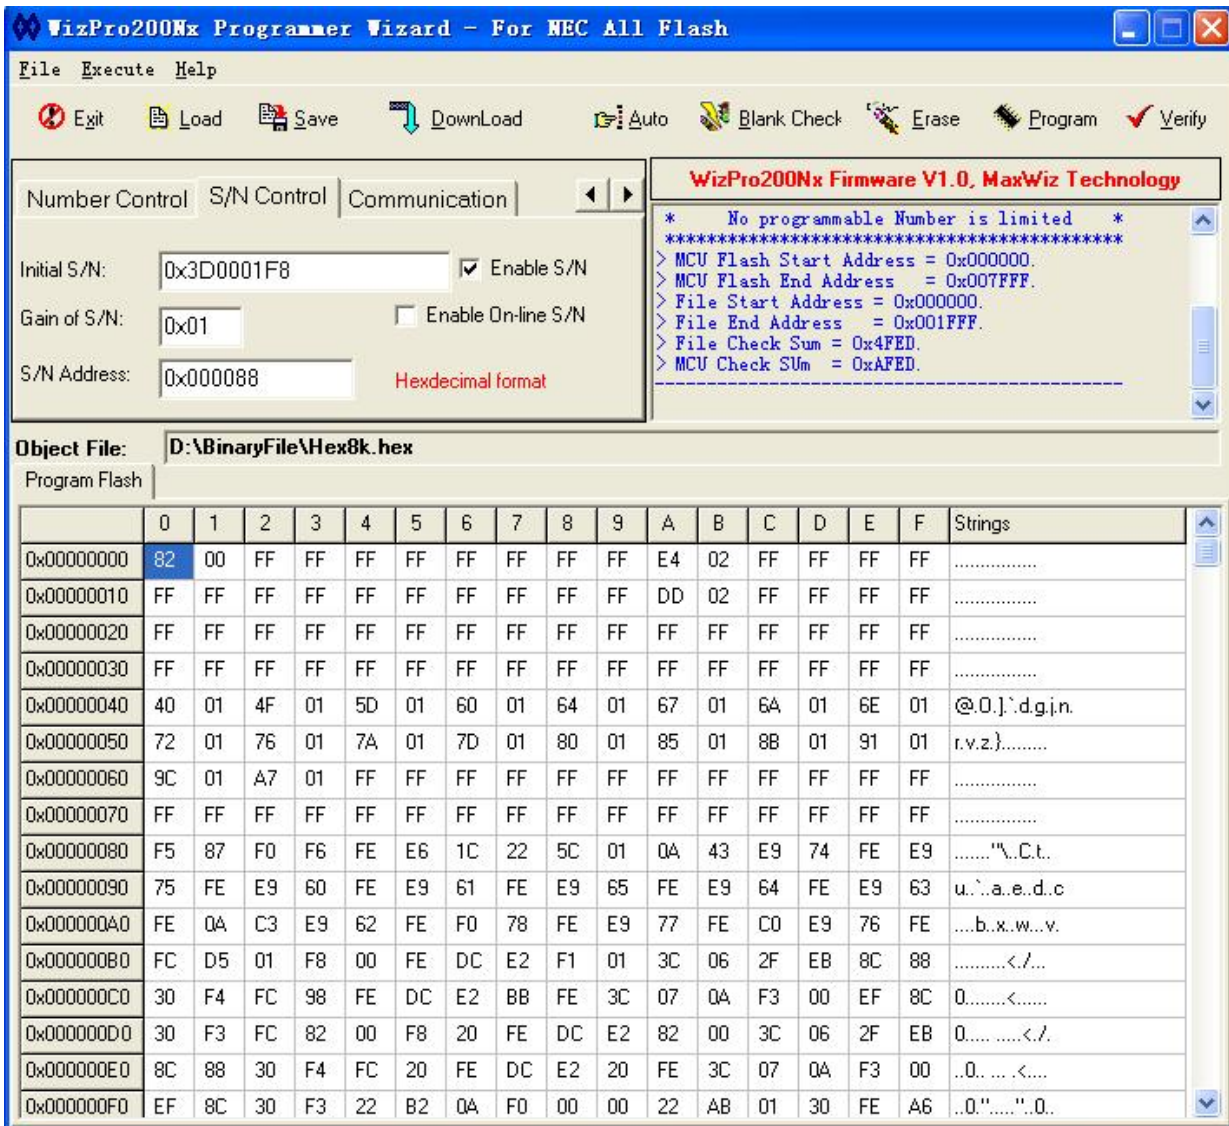 WizPro200Nx Programmer Wizard - For NEC All Flash
File Execute Help
Exit Load Save DownLoad Auto Blank Check Erase Program Verify
Number Control S/N Control Communication
Initial S/N: 0x3D0001F8 Enable S/N
Gain of S/N: 0x01 Enable On-line S/N
S/N Address: 0x000088 Hexdecimal format
WizPro200Nx Firmware V1.0, MaxWiz Technology
* No programmable Number is limited *
********************************************
> MCU Flash Start Address = 0x000000.
> MCU Flash End Address = 0x007FFF.
> File Start Address = 0x000000.
> File End Address = 0x001FFF.
> File Check Sum = 0x4FED.
> MCU Check SUm = 0xAFED.
---------------------------------------------
Object File: D:\BinaryFile\Hex8k.hex
Program Flash
0 1 2 3 4 5 6 7 8 9 A B C D E F Strings
0x00000000 82 00 FF FF FF FF FF FF FF FF E4 02 FF FF FF FF ................
0x00000010 FF FF FF FF FF FF FF FF FF FF DD 02 FF FF FF FF ................
0x00000020 FF FF FF FF FF FF FF FF FF FF FF FF FF FF FF FF ................
0x00000030 FF FF FF FF FF FF FF FF FF FF FF FF FF FF FF FF ................
0x00000040 40 01 4F 01 5D 01 60 01 64 01 67 01 6A 01 6E 01 @.O.].`.d.g.j.n.
0x00000050 72 01 76 01 7A 01 7D 01 80 01 85 01 8B 01 91 01 r.v.z.}.........
0x00000060 9C 01 A7 01 FF FF FF FF FF FF FF FF FF FF FF FF ................
0x00000070 FF FF FF FF FF FF FF FF FF FF FF FF FF FF FF FF ................
0x00000080 F5 87 F0 F6 FE E6 1C 22 5C 01 0A 43 E9 74 FE E9 ......."\..C.t..
0x00000090 75 FE E9 60 FE E9 61 FE E9 65 FE E9 64 FE E9 63 u..`..a..e..d..c
0x000000A0 FE 0A C3 E9 62 FE F0 78 FE E9 77 FE C0 E9 76 FE ....b..x..w...v.
0x000000B0 FC D5 01 F8 00 FE DC E2 F1 01 3C 06 2F EB 8C 88 ..........<./...
0x000000C0 30 F4 FC 98 FE DC E2 BB FE 3C 07 0A F3 00 EF 8C 0........<......
0x000000D0 30 F3 FC 82 00 F8 20 FE DC E2 82 00 3C 06 2F EB 0..... .....<./.
0x000000E0 8C 88 30 F4 FC 20 FE DC E2 20 FE 3C 07 0A F3 00 ..0.. ... .<....
0x000000F0 EF 8C 30 F3 22 B2 0A F0 00 00 22 AB 01 30 FE A6 ..0."....."..0..